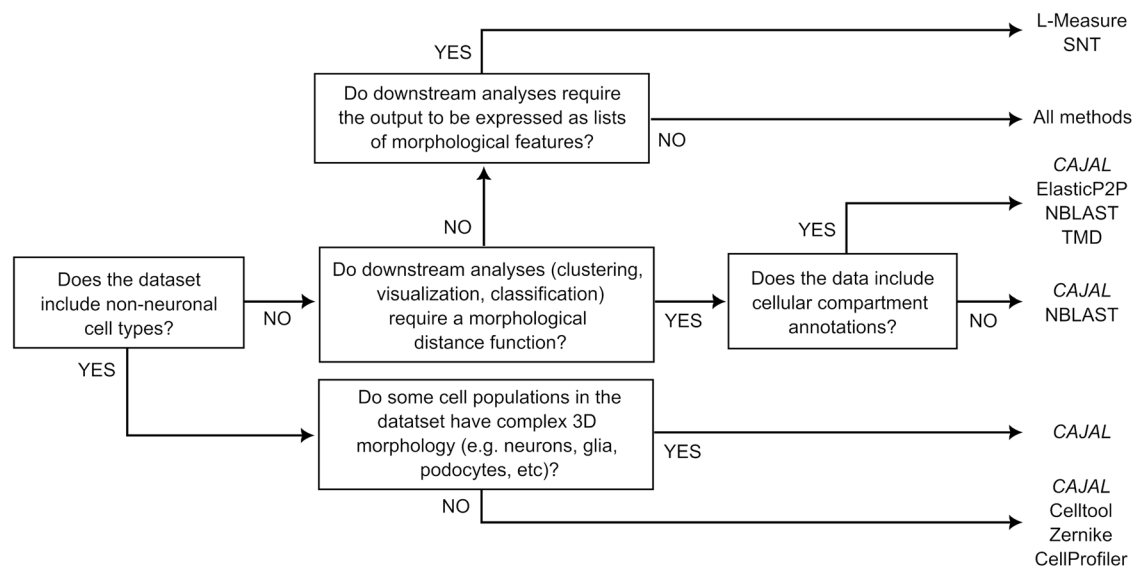 L-Measure
SNT
YES
Do downstream analyses require
the output to be expressed as lists
of morphological features?
All methods
NO
CAJAL
ElasticP2P
NBLAST
TMD
NO
YES
Does the dataset
include non-neuronal
cell types?
NO
Do downstream analyses (clustering,
visualization, classification)
require a morphological
distance function?
YES
Does the data include
cellular compartment
annotations?
NO
CAJAL
NBLAST
YES
Do some cell populations in the
datatset have complex 3D
morphology (e.g. neurons, glia,
podocytes, etc)?
YES
CAJAL
NO
CAJAL
Celltool
Zernike
CellProfiler